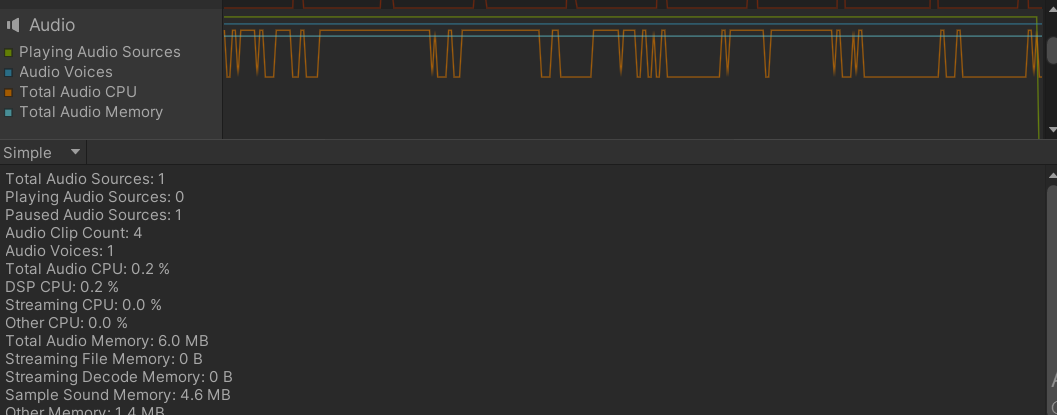 Audio
Playing Audio Sources
Audio Voices
Total Audio CPU
Total Audio Memory
Simple
Total Audio Sources: 1
Playing Audio Sources: 0
Paused Audio Sources: 1
Audio Clip Count: 4
Audio Voices: 1
Total Audio CPU: 0.2 %
DSP CPU: 0.2 %
Streaming CPU: 0.0 %
Other CPU: 0.0 %
Total Audio Memory: 6.0 MB
Streaming File Memory: 0 B
Streaming Decode Memory: 0 B
Sample Sound Memory: 4.6 MB
Other Memory: 1.4 MB